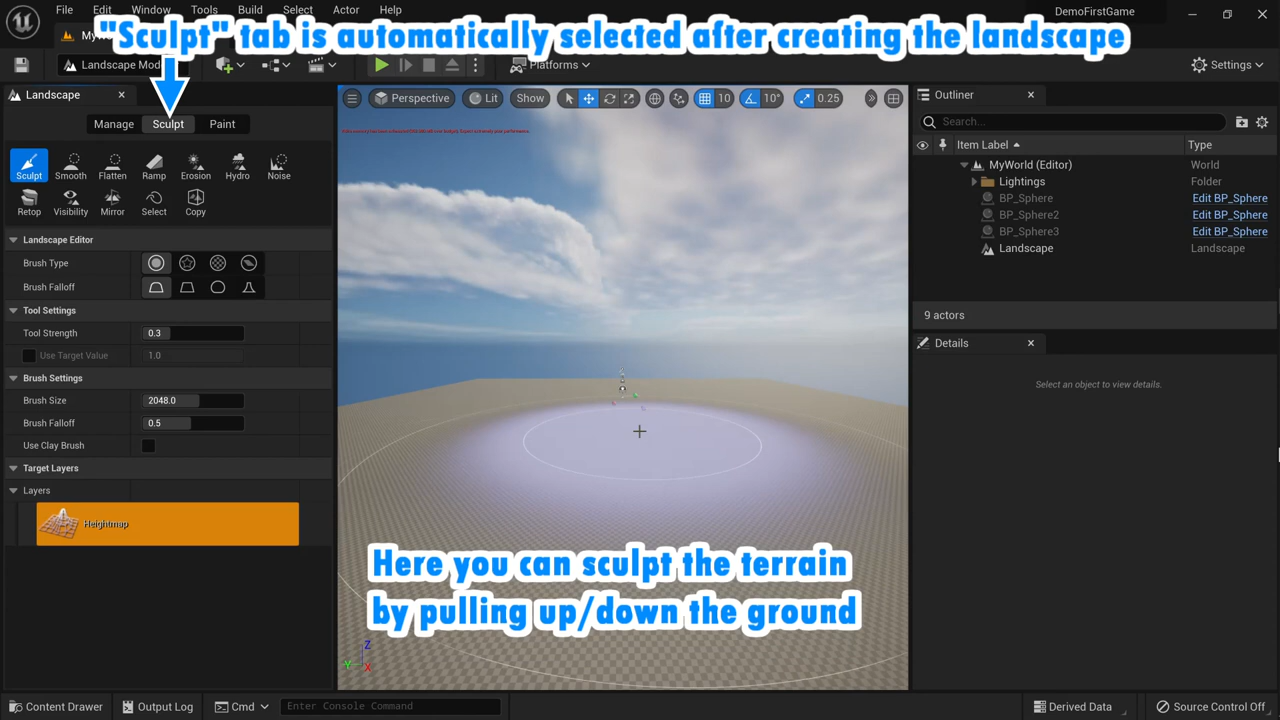 File Edit Window Tools Build Select Actor Help DemoFirstGame
"Sculpt" tab is automatically selected after creating the landscape
Landscape Mod Platforms Settings
Landscape
Manage Sculpt Paint
Sculpt Smooth Flatten Ramp Erosion Hydro Noise
Retop Visibility Mirror Select Copy
Landscape Editor
Brush Type
Brush Falloff
Tool Settings
Tool Strength 0.3
Use Target Value 1.0
Brush Settings
Brush Size 2048.0
Brush Falloff 0.5
Use Clay Brush
Target Layers
Layers
Heightmap
Perspective Lit Show 10 10° 0.25
Here you can sculpt the terrain
by pulling up/down the ground
Z
Y
X
Outliner
Search...
Item Label Type
MyWorld (Editor) World
Lightings Folder
BP_Sphere Edit BP_Sphere
BP_Sphere2 Edit BP_Sphere
BP_Sphere3 Edit BP_Sphere
Landscape Landscape
9 actors
Details
Select an object to view details.
Content Drawer Output Log Cmd Enter Console Command Derived Data Source Control Off